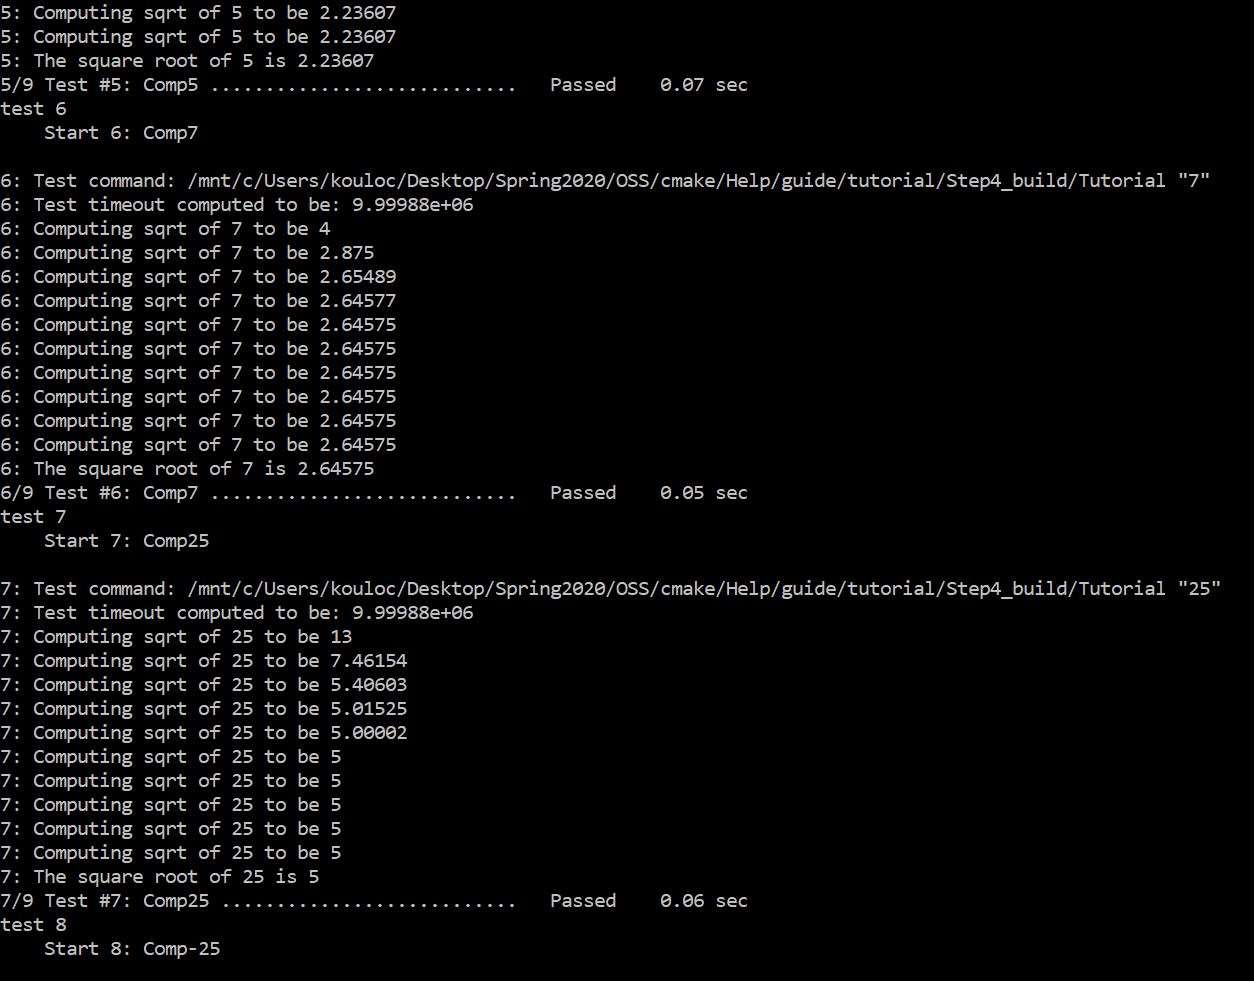 5: Computing sqrt of 5 to be 2.23607
5: Computing sqrt of 5 to be 2.23607
5: The square root of 5 is 2.23607
5/9 Test #5: Comp5 ............................   Passed    0.07 sec
test 6
    Start 6: Comp7

6: Test command: /mnt/c/Users/kouloc/Desktop/Spring2020/OSS/cmake/Help/guide/tutorial/Step4_build/Tutorial "7"
6: Test timeout computed to be: 9.99988e+06
6: Computing sqrt of 7 to be 4
6: Computing sqrt of 7 to be 2.875
6: Computing sqrt of 7 to be 2.65489
6: Computing sqrt of 7 to be 2.64577
6: Computing sqrt of 7 to be 2.64575
6: Computing sqrt of 7 to be 2.64575
6: Computing sqrt of 7 to be 2.64575
6: Computing sqrt of 7 to be 2.64575
6: Computing sqrt of 7 to be 2.64575
6: Computing sqrt of 7 to be 2.64575
6: The square root of 7 is 2.64575
6/9 Test #6: Comp7 ............................   Passed    0.05 sec
test 7
    Start 7: Comp25

7: Test command: /mnt/c/Users/kouloc/Desktop/Spring2020/OSS/cmake/Help/guide/tutorial/Step4_build/Tutorial "25"
7: Test timeout computed to be: 9.99988e+06
7: Computing sqrt of 25 to be 13
7: Computing sqrt of 25 to be 7.46154
7: Computing sqrt of 25 to be 5.40603
7: Computing sqrt of 25 to be 5.01525
7: Computing sqrt of 25 to be 5.00002
7: Computing sqrt of 25 to be 5
7: Computing sqrt of 25 to be 5
7: Computing sqrt of 25 to be 5
7: Computing sqrt of 25 to be 5
7: Computing sqrt of 25 to be 5
7: The square root of 25 is 5
7/9 Test #7: Comp25 ...........................   Passed    0.06 sec
test 8
    Start 8: Comp-25